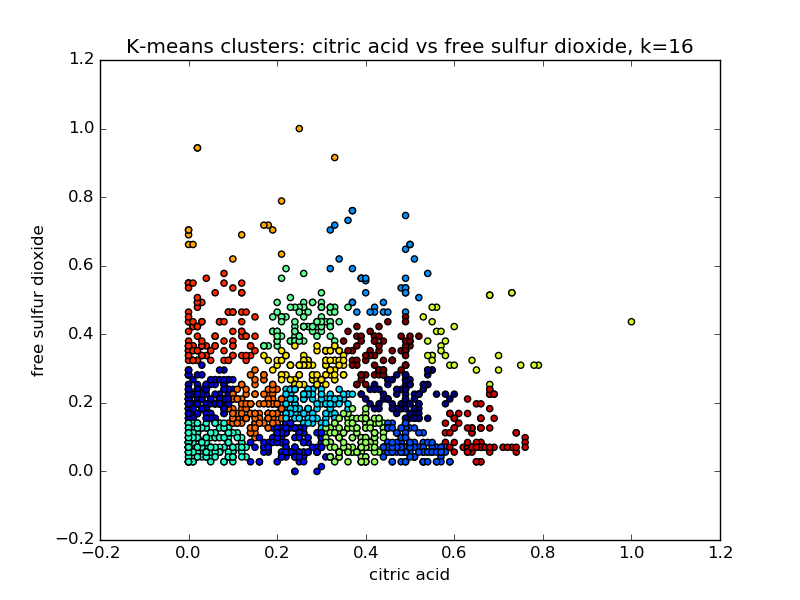 K-means clusters: citric acid vs free sulfur dioxide, k=16
1.2
1.0
0.8
0.6
0.4
0.2
0.0
−0.2
free sulfur dioxide
−0.2 0.0 0.2 0.4 0.6 0.8 1.0 1.2
citric acid